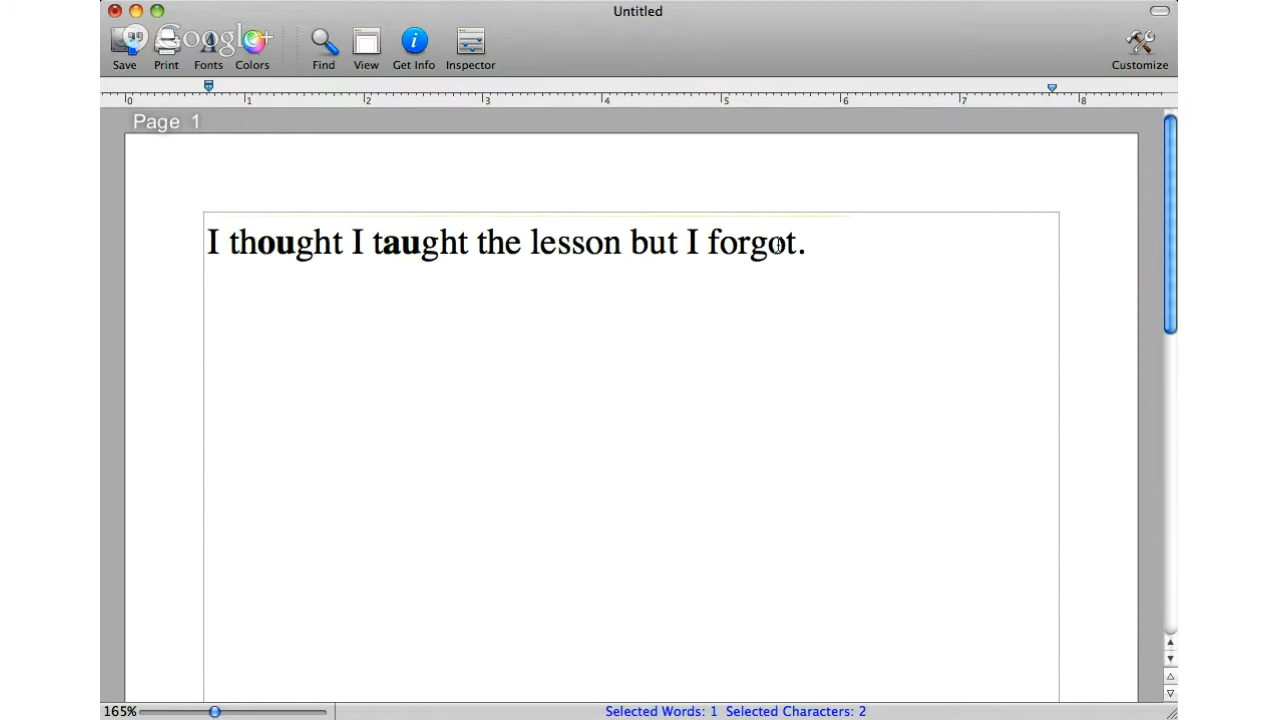 Untitled
Google+
Save Print Fonts Colors Find View Get Info Inspector Customize
0 1 2 3 4 5 6 7 8
Page 1
I thought I taught the lesson but I forgot.
165% Selected Words: 1 Selected Characters: 2